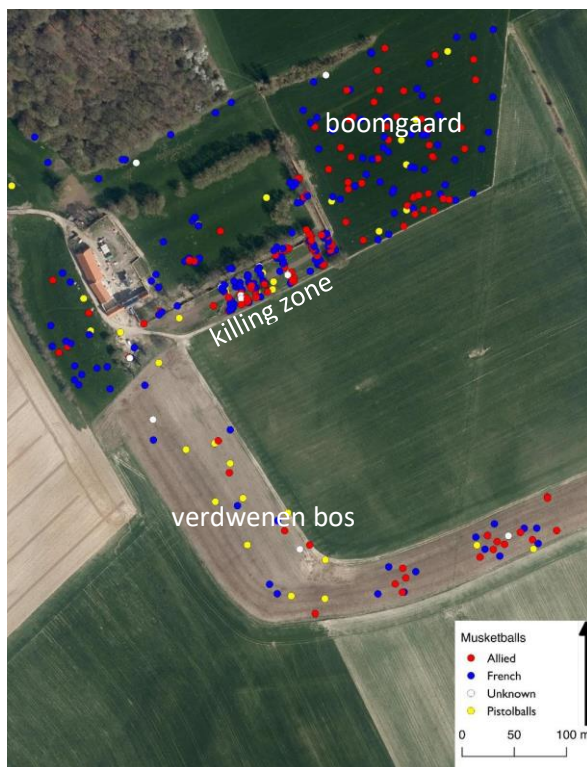 boomgaard
killing zone
verdwenen bos
Musketballs
Allied
French
Unknown
Pistolballs
0 50 100 m